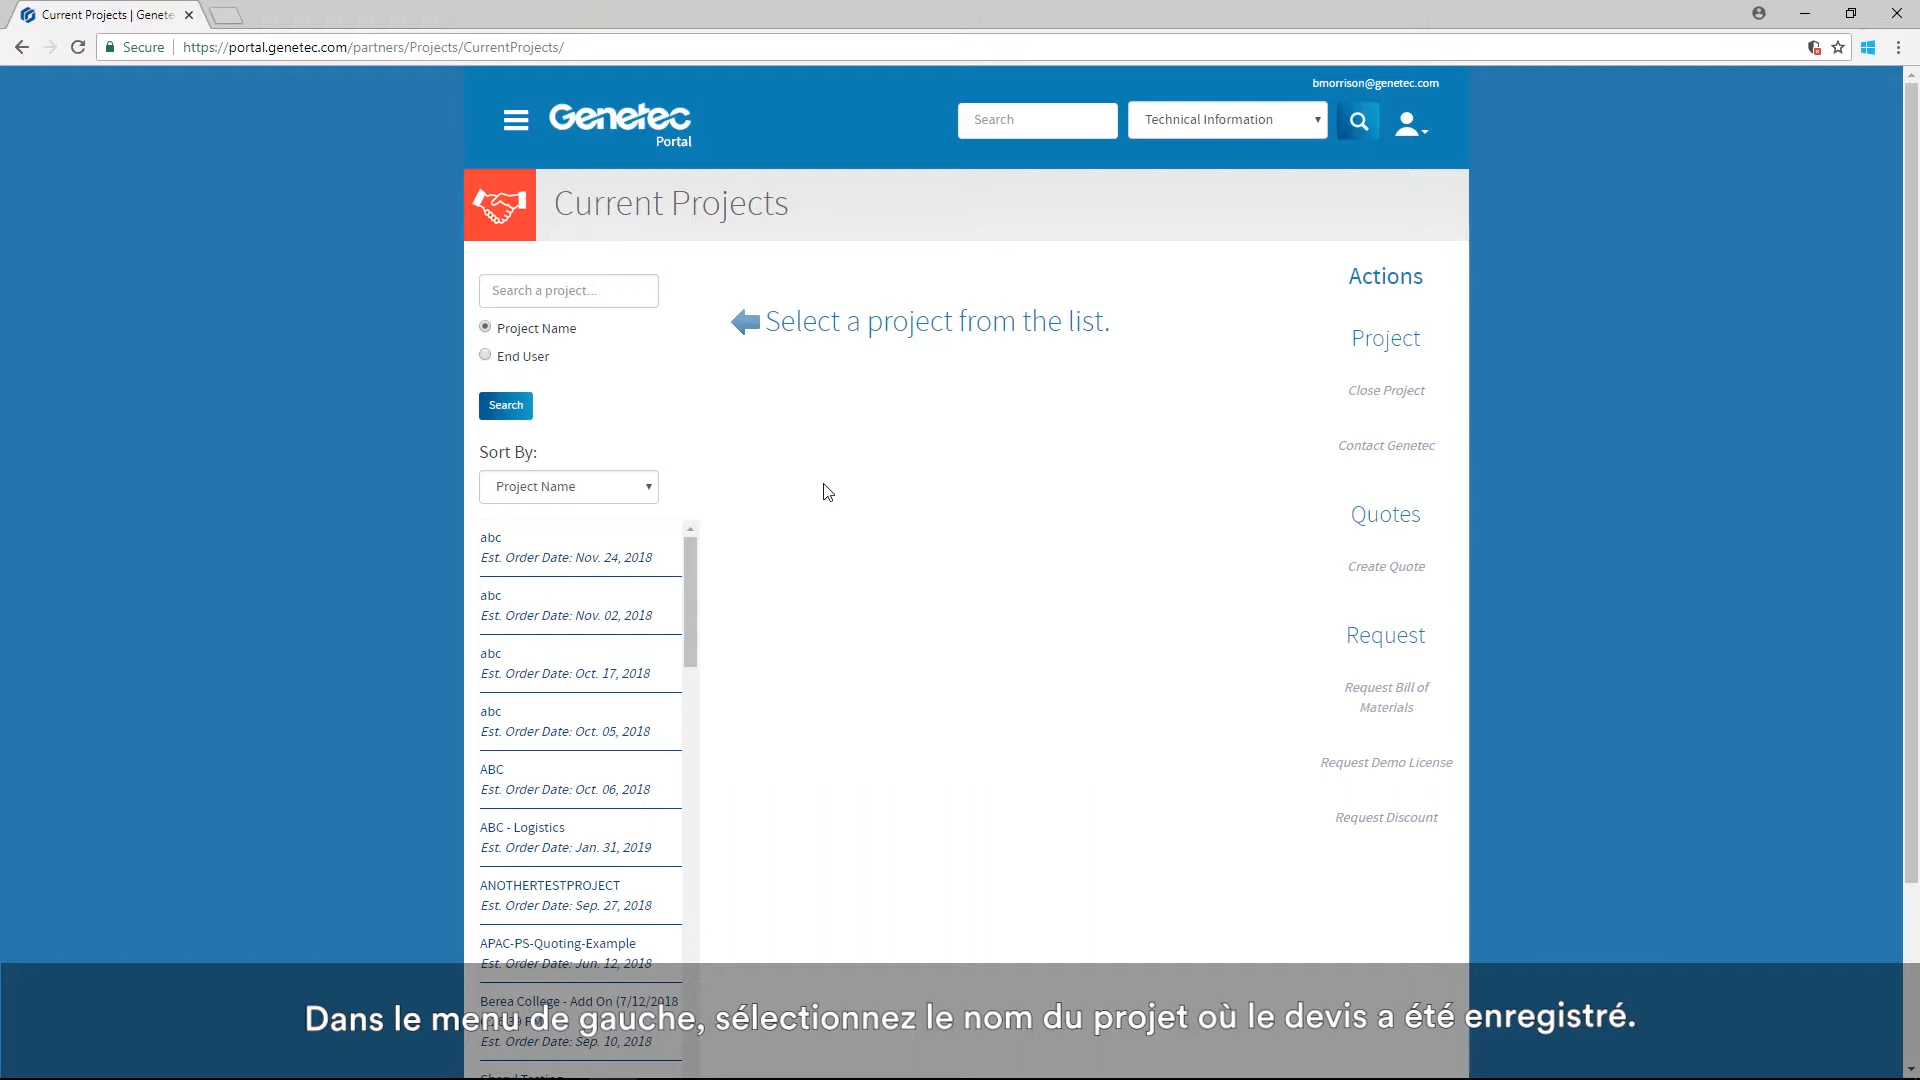 Current Projects | Genete
Secure
https://portal.genetec.com/partners/Projects/CurrentProjects/
bmorrison@genetec.com
Genetec
Portal
Search
Technical Information
Current Projects
Search a project...
Project Name
End User
Search
Sort By:
Project Name
abc
Est. Order Date: Nov. 24, 2018
abc
Est. Order Date: Nov. 02, 2018
abc
Est. Order Date: Oct. 17, 2018
abc
Est. Order Date: Oct. 05, 2018
ABC
Est. Order Date: Oct. 06, 2018
ABC - Logistics
Est. Order Date: Jan. 31, 2019
ANOTHERTESTPROJECT
Est. Order Date: Sep. 27, 2018
APAC-PS-Quoting-Example
Est. Order Date: Jun. 12, 2018
Berea College - Add On (7/12/2018
Est. Order Date: Sep. 10, 2018
Select a project from the list.
Actions
Project
Close Project
Contact Genetec
Quotes
Create Quote
Request
Request Bill of
Materials
Request Demo License
Request Discount
Dans le menu de gauche, sélectionnez le nom du projet où le devis a été enregistré.